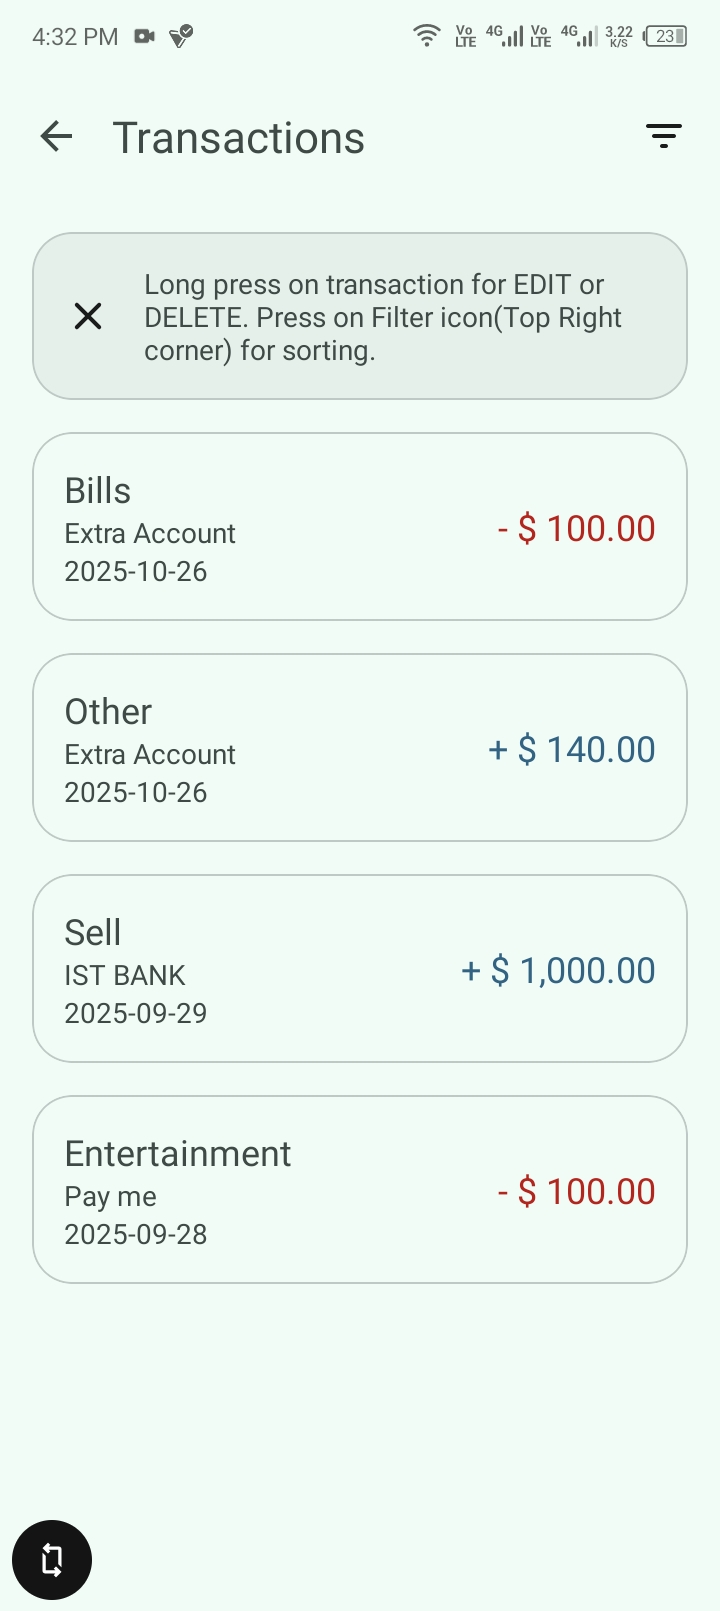 4:32 PM Vo LTE 4G Vo LTE 4G 3.22 K/S 23
Transactions
Long press on transaction for EDIT or
DELETE. Press on Filter icon(Top Right
corner) for sorting.
Bills
Extra Account
2025-10-26
- $ 100.00
Other
Extra Account
2025-10-26
+ $ 140.00
Sell
IST BANK
2025-09-29
+ $ 1,000.00
Entertainment
Pay me
2025-09-28
- $ 100.00